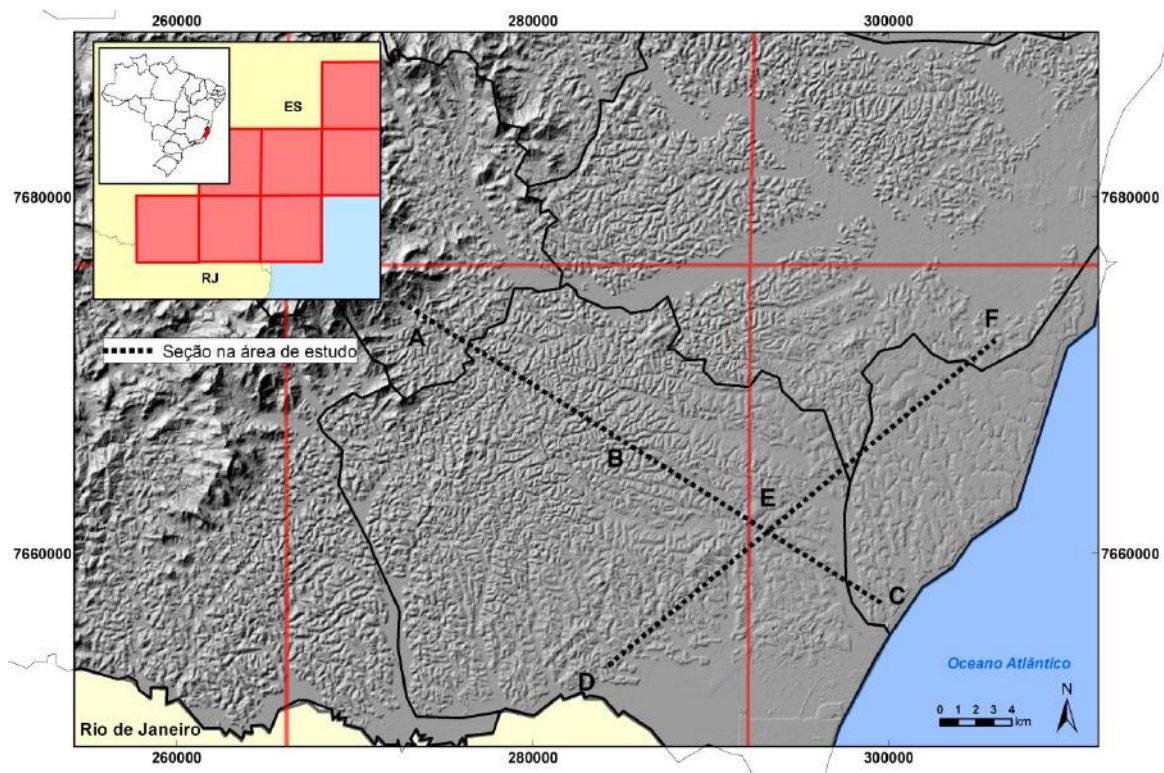 260000 280000 300000
ES
RJ
7680000 7680000
Seção na área de estudo
A
F
B
E
7660000 7660000
C
D
Oceano Atlântico
N
0 1 2 3 4
km
Rio de Janeiro
260000 280000 300000